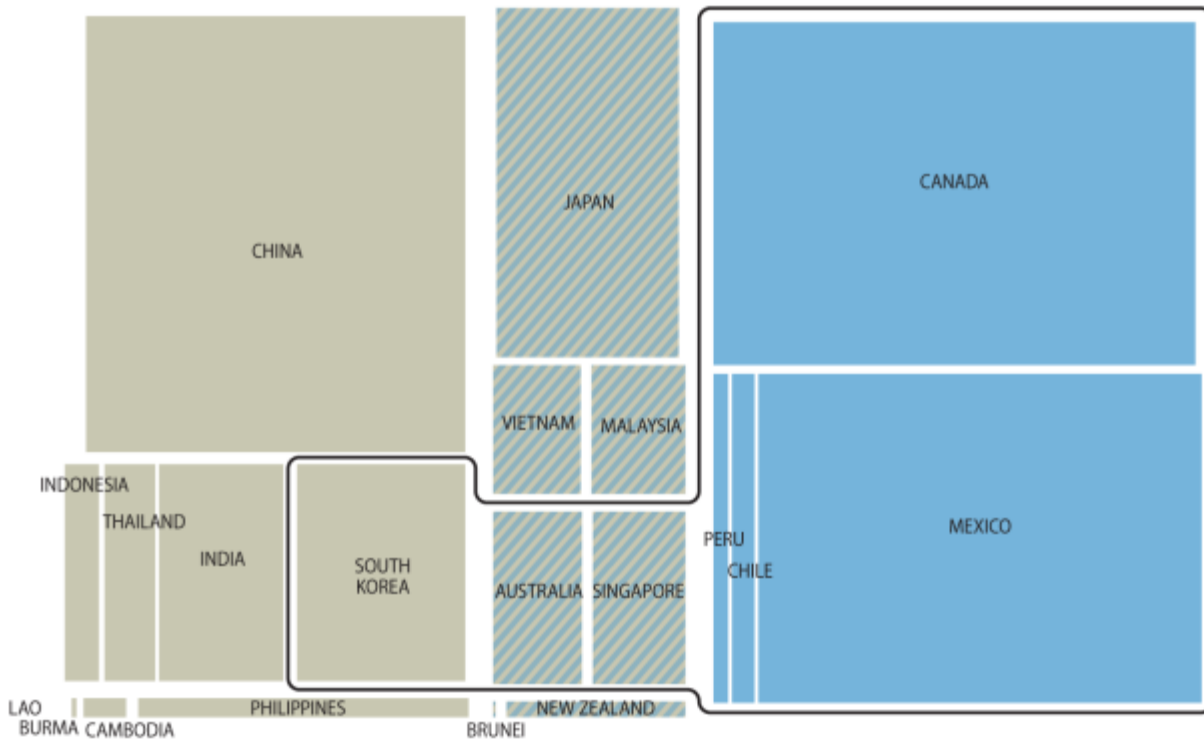 CHINA
JAPAN
CANADA
VIETNAM
MALAYSIA
INDONESIA
THAILAND
INDIA
SOUTH
KOREA
AUSTRALIA
SINGAPORE
PERU
CHILE
MEXICO
LAO
BURMA
CAMBODIA
PHILIPPINES
BRUNEI
NEW ZEALAND